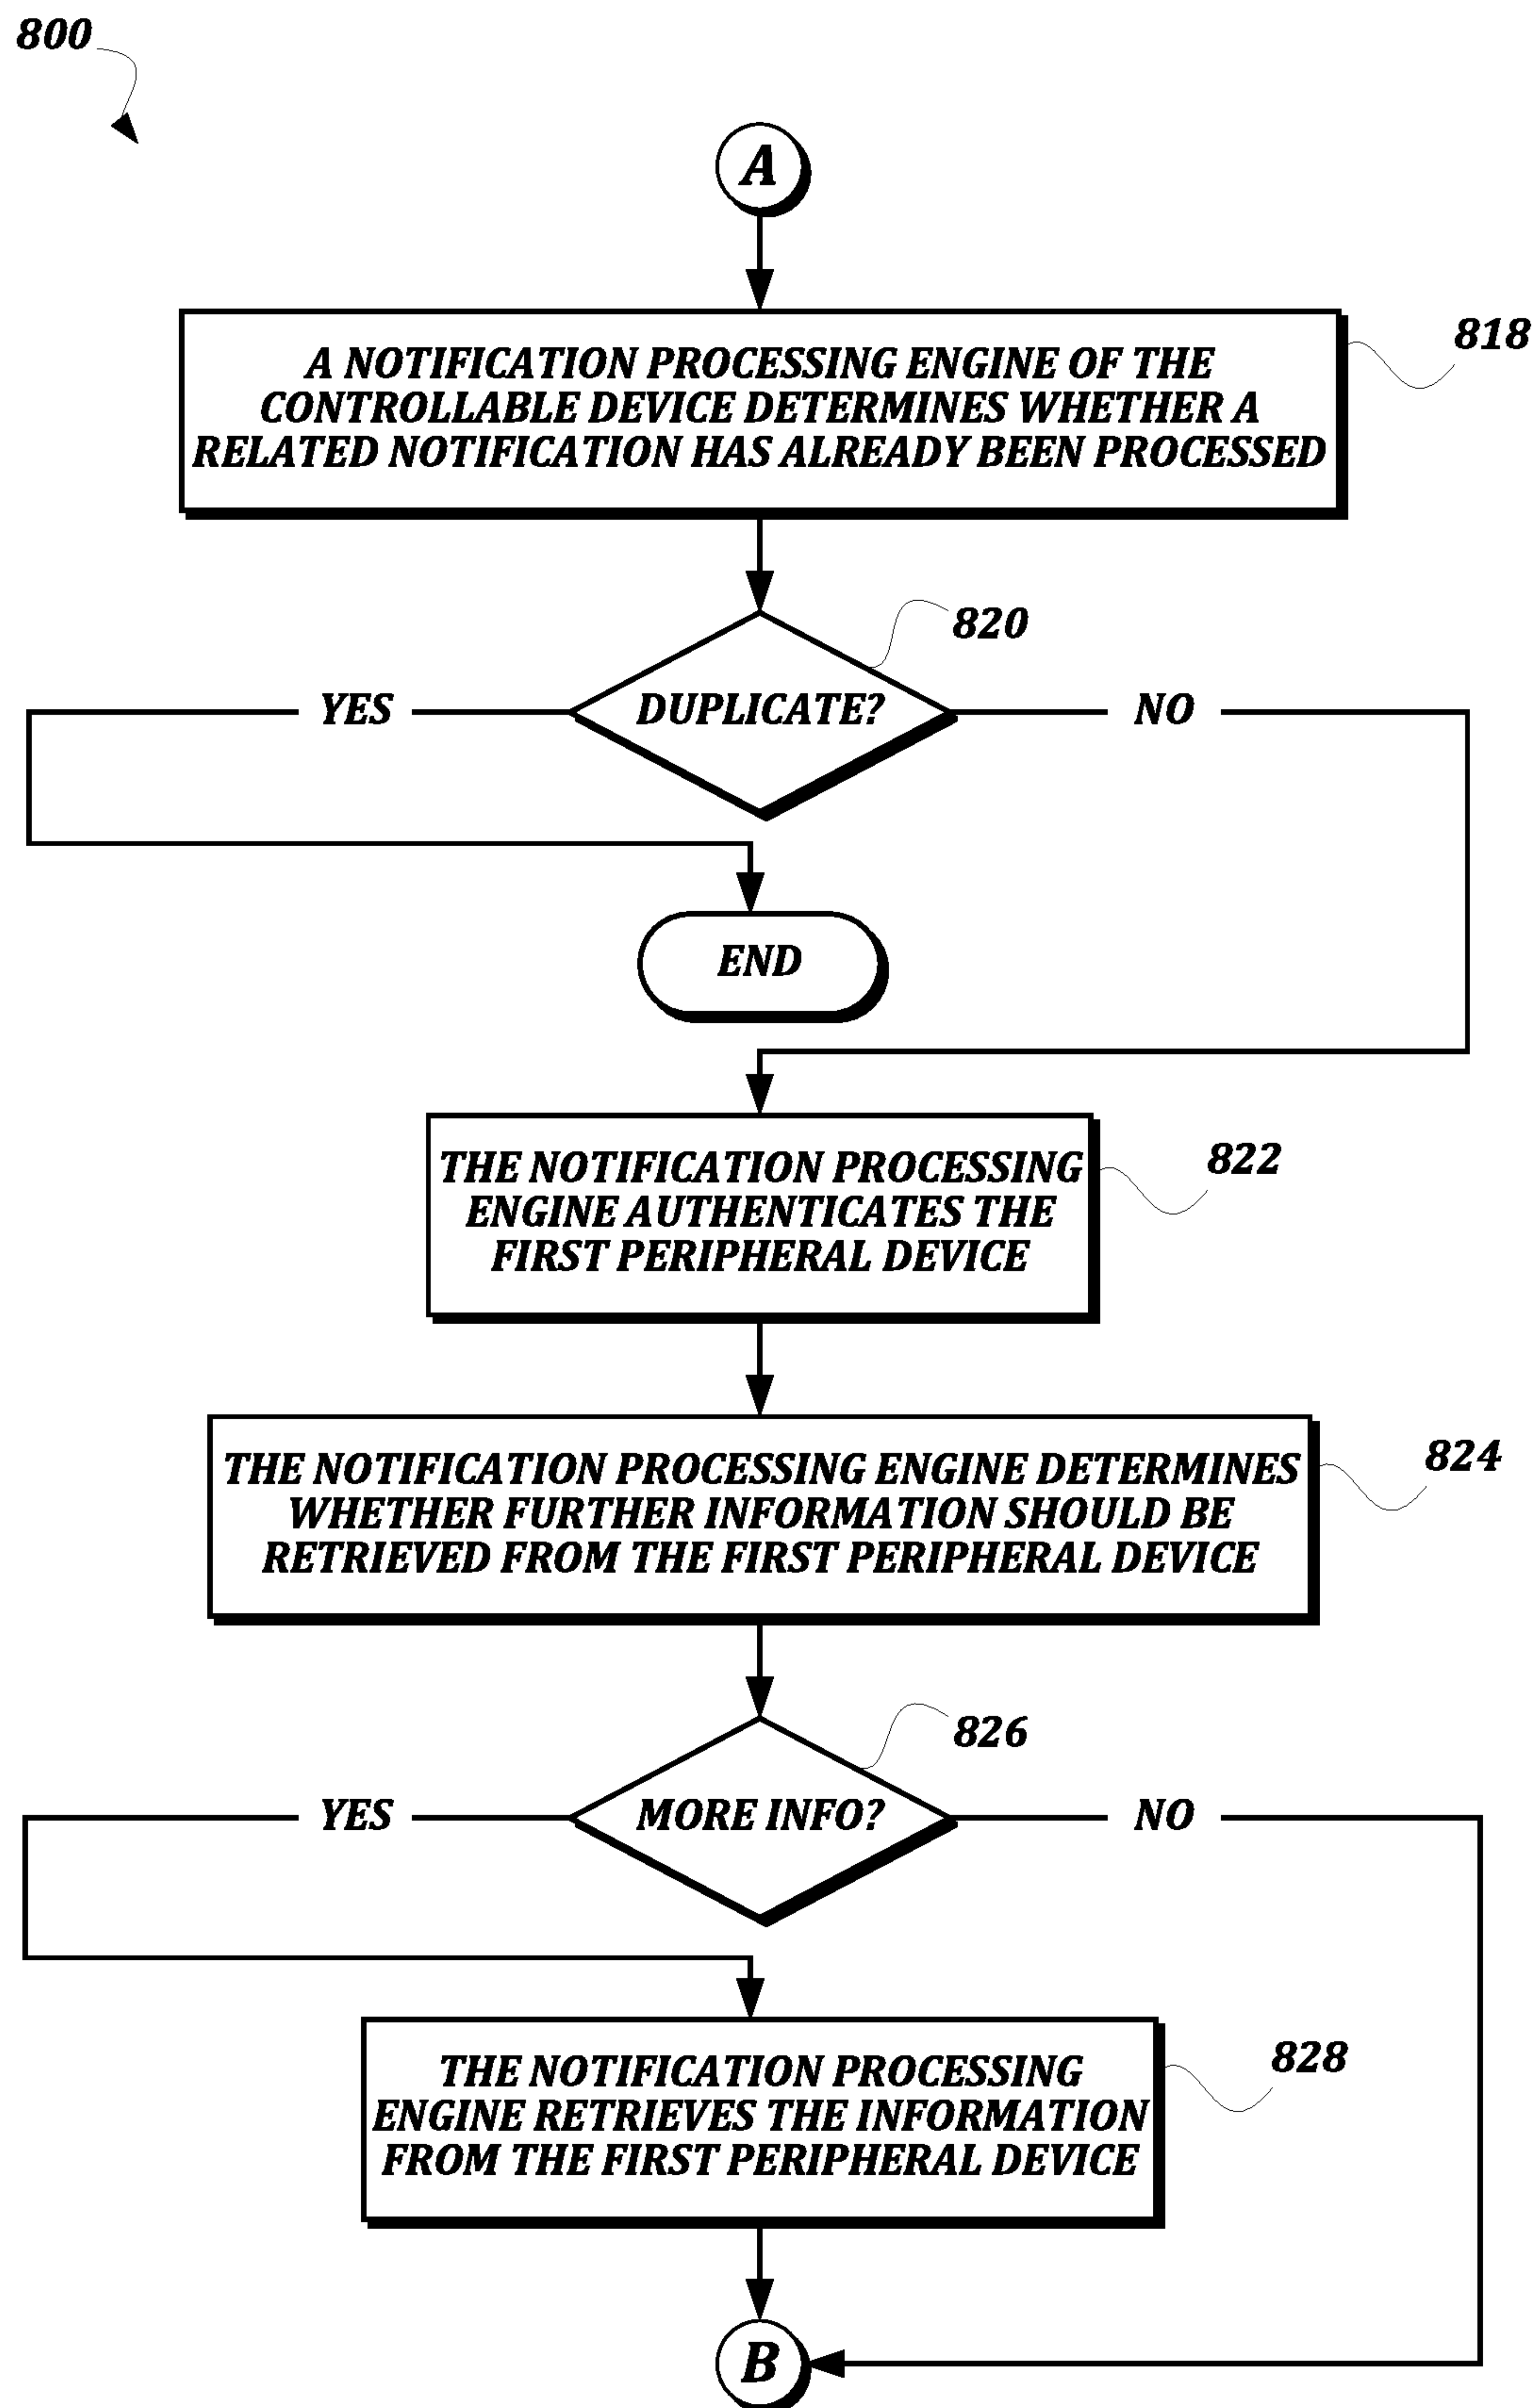 800
A
A NOTIFICATION PROCESSING ENGINE OF THE
CONTROLLABLE DEVICE DETERMINES WHETHER A
RELATED NOTIFICATION HAS ALREADY BEEN PROCESSED
818
820
YES
DUPLICATE?
NO
END
THE NOTIFICATION PROCESSING
ENGINE AUTHENTICATES THE
FIRST PERIPHERAL DEVICE
822
THE NOTIFICATION PROCESSING ENGINE DETERMINES
WHETHER FURTHER INFORMATION SHOULD BE
RETRIEVED FROM THE FIRST PERIPHERAL DEVICE
824
826
YES
MORE INFO?
NO
THE NOTIFICATION PROCESSING
ENGINE RETRIEVES THE INFORMATION
FROM THE FIRST PERIPHERAL DEVICE
828
B